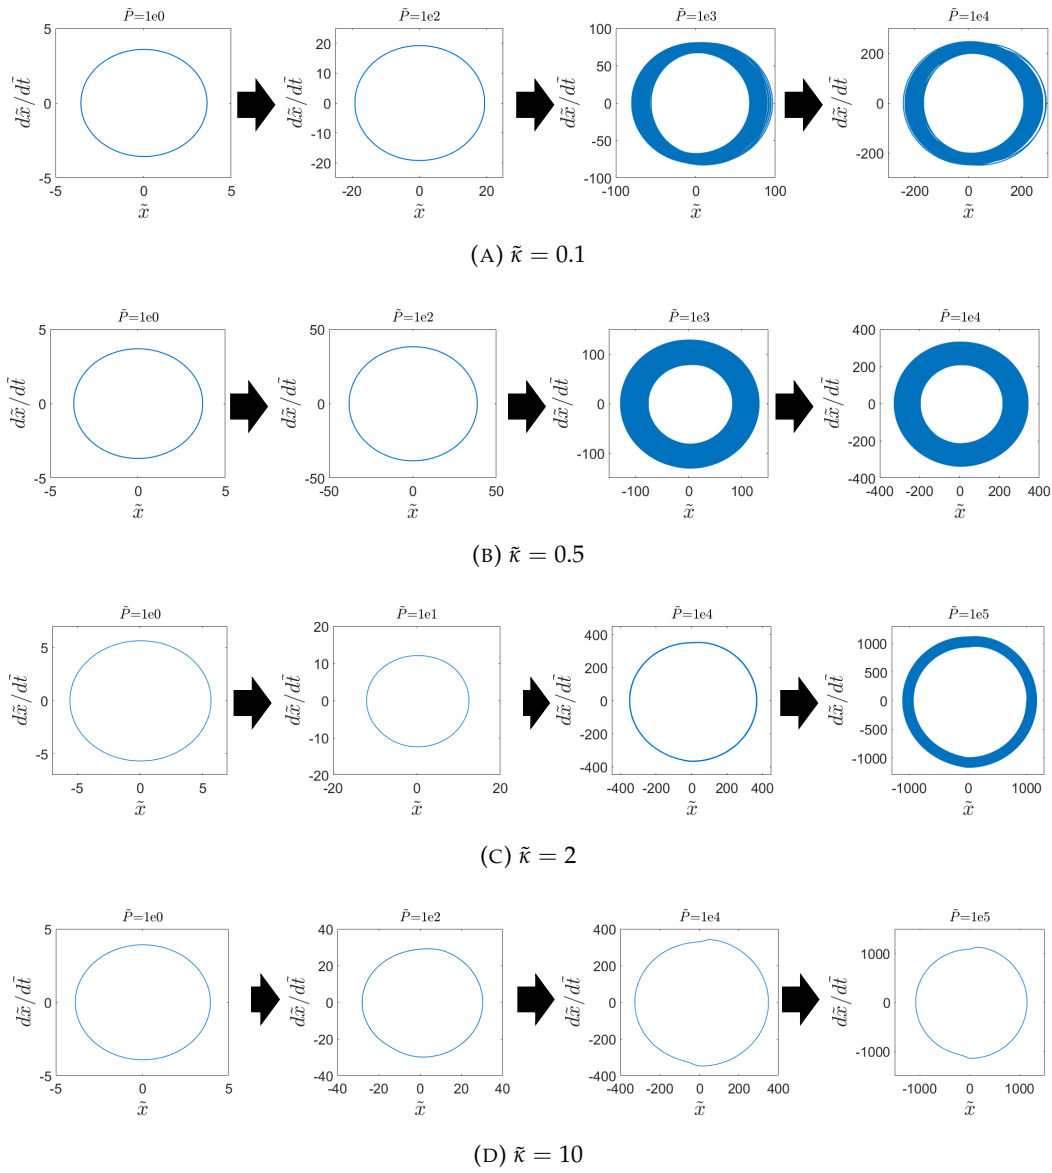 P̃=1e0 P̃=1e2 P̃=1e3 P̃=1e4
dx̃/dt̃ 5 0 -5 -5 0 5 x̃
dx̃/dt̃ 20 10 0 -10 -20 -20 0 20 x̃
dx̃/dt̃ 100 50 0 -50 -100 -100 0 100 x̃
dx̃/dt̃ 200 0 -200 -200 0 200 x̃
(A) κ̃ = 0.1
P̃=1e0 P̃=1e2 P̃=1e3 P̃=1e4
dx̃/dt̃ 5 0 -5 -5 0 5 x̃
dx̃/dt̃ 50 0 -50 -50 0 50 x̃
dx̃/dt̃ 100 0 -100 -100 0 100 x̃
dx̃/dt̃ 400 200 0 -200 -400 -400 -200 0 200 400 x̃
(B) κ̃ = 0.5
P̃=1e0 P̃=1e1 P̃=1e4 P̃=1e5
dx̃/dt̃ 5 0 -5 -5 0 5 x̃
dx̃/dt̃ 20 10 0 -10 -20 -20 0 20 x̃
dx̃/dt̃ 400 200 0 -200 -400 -400 -200 0 200 400 x̃
dx̃/dt̃ 1000 500 0 -500 -1000 -1000 0 1000 x̃
(C) κ̃ = 2
P̃=1e0 P̃=1e2 P̃=1e4 P̃=1e5
dx̃/dt̃ 5 0 -5 -5 0 5 x̃
dx̃/dt̃ 40 20 0 -20 -40 -40 -20 0 20 40 x̃
dx̃/dt̃ 400 200 0 -200 -400 -400 -200 0 200 400 x̃
dx̃/dt̃ 1000 0 -1000 -1000 0 1000 x̃
(D) κ̃ = 10